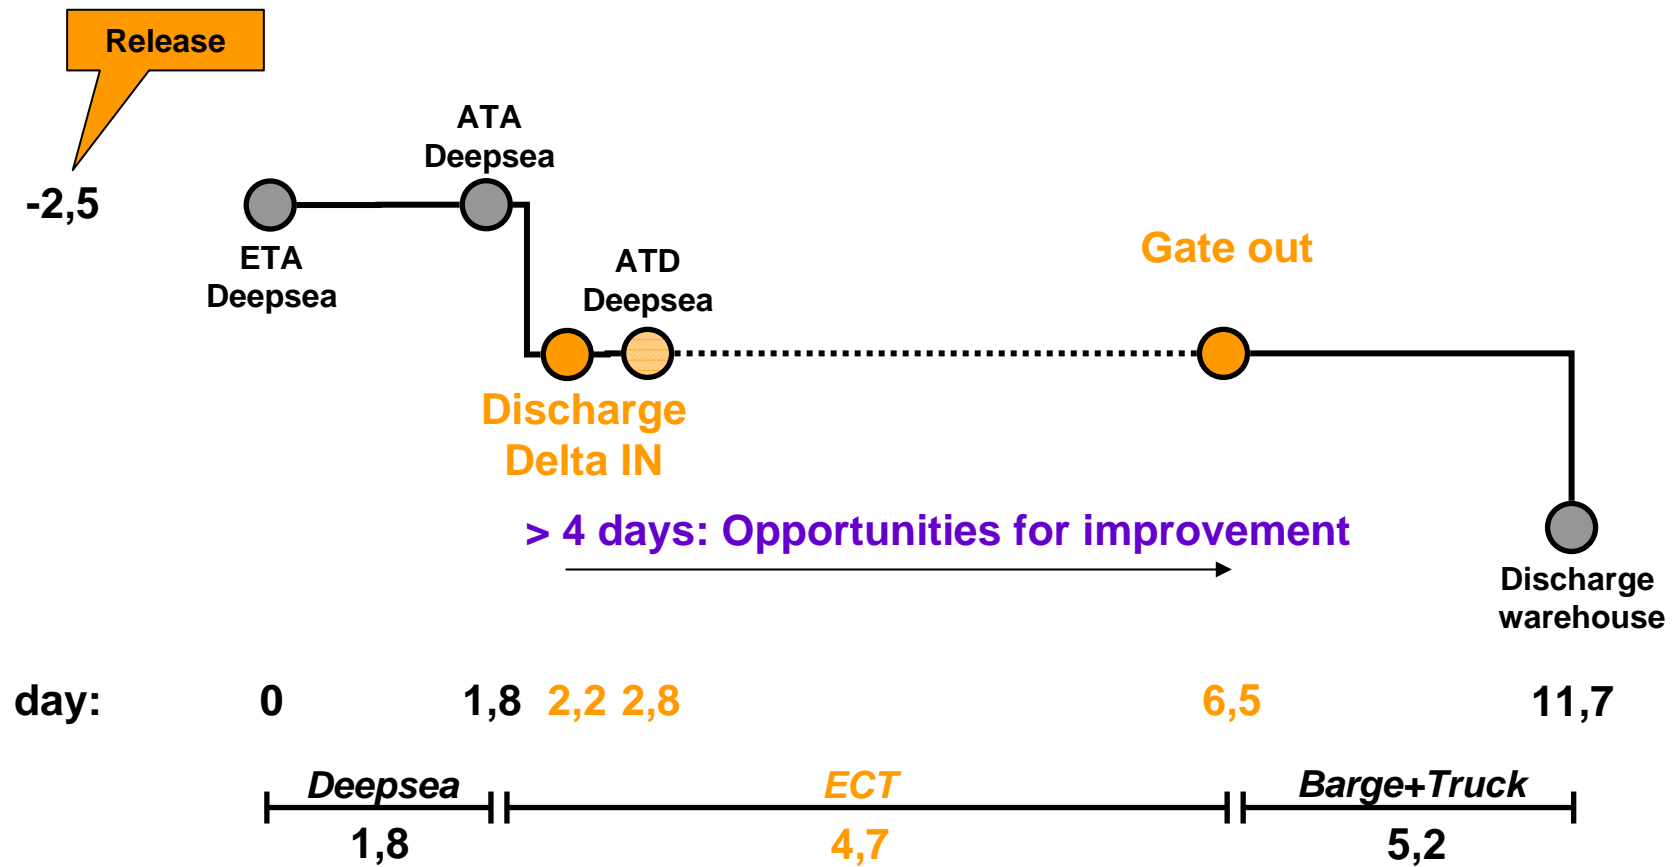 Release
-2,5
ATA
Deepsea
ETA
Deepsea
ATD
Deepsea
Gate out
Discharge
Delta IN
> 4 days: Opportunities for improvement
Discharge
warehouse
day: 0 1,8 2,2 2,8 6,5 11,7
Deepsea ECT Barge+Truck
1,8 4,7 5,2